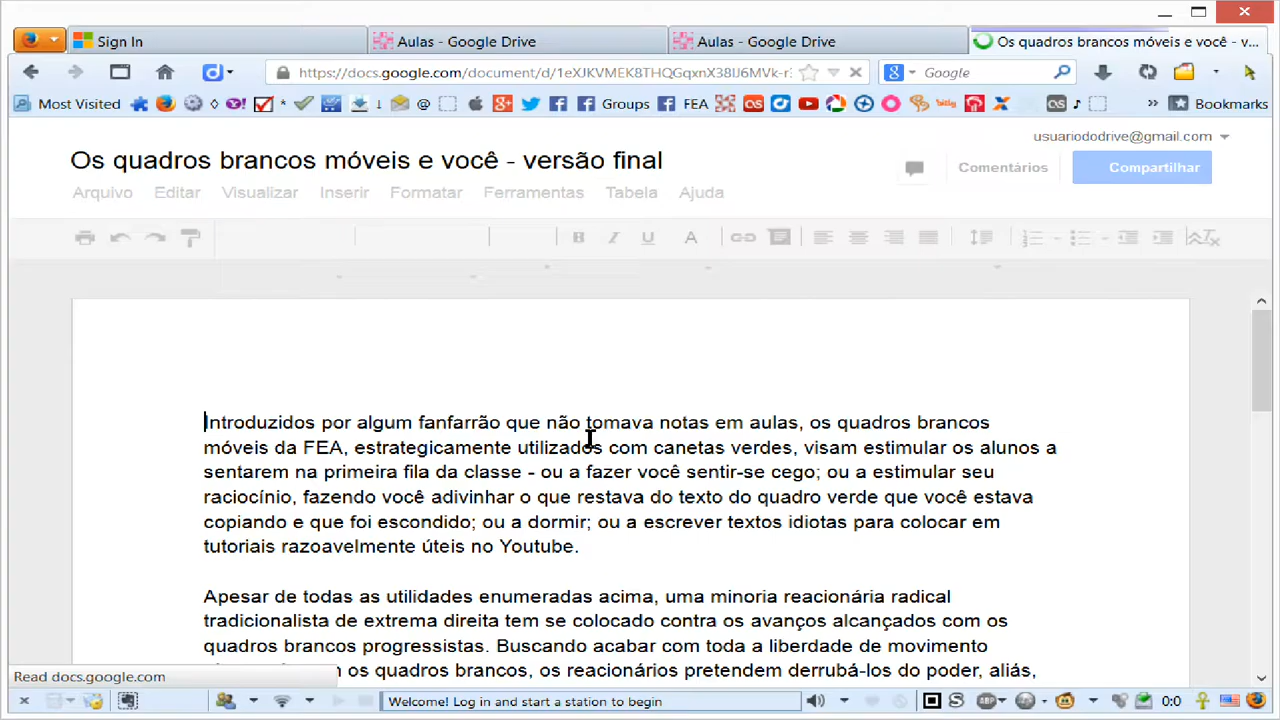 Sign In
Aulas - Google Drive
Aulas - Google Drive
Os quadros brancos móveis e você - v...
Google
Most Visited
Groups
FEA
bitly
Bookmarks
usuariododrive@gmail.com
Os quadros brancos móveis e você - versão final
Comentários
Compartilhar
Arquivo Editar Visualizar Inserir Formatar Ferramentas Tabela Ajuda
B I U A
Introduzidos por algum fanfarrão que não tomava notas em aulas, os quadros brancos
móveis da FEA, estrategicamente utilizados com canetas verdes, visam estimular os alunos a
sentarem na primeira fila da classe - ou a fazer você sentir-se cego; ou a estimular seu
raciocínio, fazendo você adivinhar o que restava do texto do quadro verde que você estava
copiando e que foi escondido; ou a dormir; ou a escrever textos idiotas para colocar em
tutoriais razoavelmente úteis no Youtube.
Apesar de todas as utilidades enumeradas acima, uma minoria reacionária radical
tradicionalista de extrema direita tem se colocado contra os avanços alcançados com os
quadros brancos progressistas. Buscando acabar com toda a liberdade de movimento
os quadros brancos, os reacionários pretendem derrubá-los do poder, aliás,
Read docs.google.com
Welcome! Log in and start a station to begin
0:0